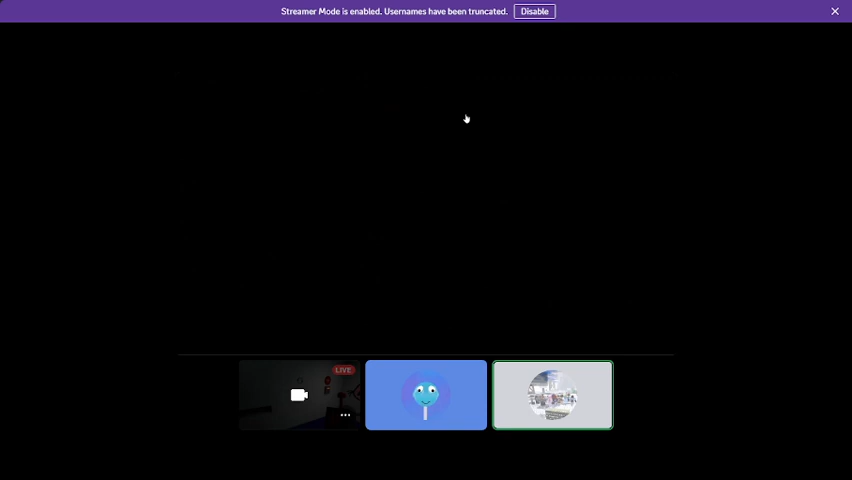 Streamer Mode is enabled. Usernames have been truncated. Disable
LIVE